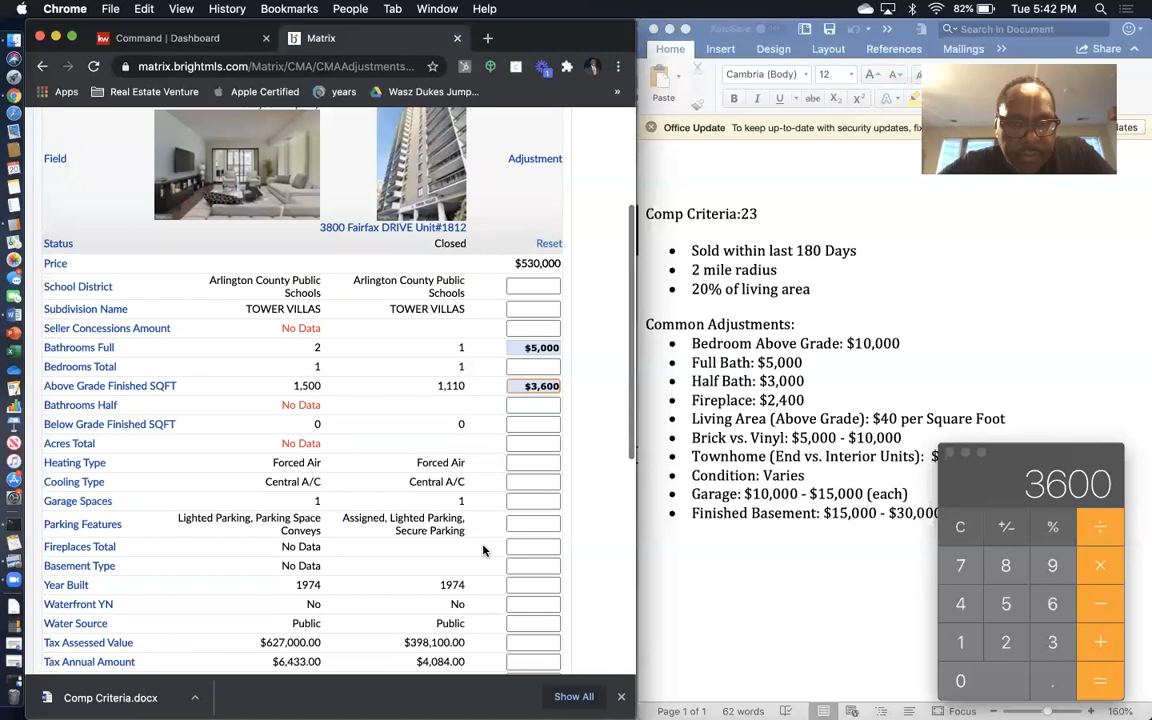 Chrome File Edit View History Bookmarks People Tab Window Help 82% Tue 5:42 PM
kw Command | Dashboard Matrix
matrix.brightmls.com/Matrix/CMA/CMAAdjustments...
Apps Real Estate Venture Apple Certification years Wasz Dukes Jump... »
Field Adjustment
3800 Fairfax DRIVE Unit#1812
Status Closed Reset
Price $530,000
School District Arlington County Public Schools Arlington County Public Schools
Subdivision Name TOWER VILLAS TOWER VILLAS
Seller Concessions Amount No Data
Bathrooms Full 2 1 $5,000
Bedrooms Total 1 1
Above Grade Finished SQFT 1,500 1,110 $3,600
Bathrooms Half No Data
Below Grade Finished SQFT 0 0
Acres Total No Data
Heating Type Forced Air Forced Air
Cooling Type Central A/C Central A/C
Garage Spaces 1 1
Parking Features Lighted Parking, Parking Space Conveys Assigned, Lighted Parking, Secure Parking
Fireplaces Total No Data
Basement Type No Data
Year Built 1974 1974
Waterfront YN No No
Water Source Public Public
Tax Assessed Value $627,000.00 $398,100.00
Tax Annual Amount $6,433.00 $4,084.00
Comp Criteria.docx Show All
Search in Document
Home Insert Design Layout References Mailings » Share
Paste Cambria (Body) 12
B I U abc X₂ X²
Office Update To keep up-to-date with security updates, fix
Comp Criteria:23
• Sold within last 180 Days
• 2 mile radius
• 20% of living area
Common Adjustments:
• Bedroom Above Grade: $10,000
• Full Bath: $5,000
• Half Bath: $3,000
• Fireplace: $2,400
• Living Area (Above Grade): $40 per Square Foot
• Brick vs. Vinyl: $5,000 - $10,000
• Townhome (End vs. Interior Units): $
• Condition: Varies
• Garage: $10,000 - $15,000 (each)
• Finished Basement: $15,000 - $30,000
3600
C +/- % ÷
7 8 9 ×
4 5 6 −
1 2 3 +
0 . =
Page 1 of 1 62 words Focus 160%